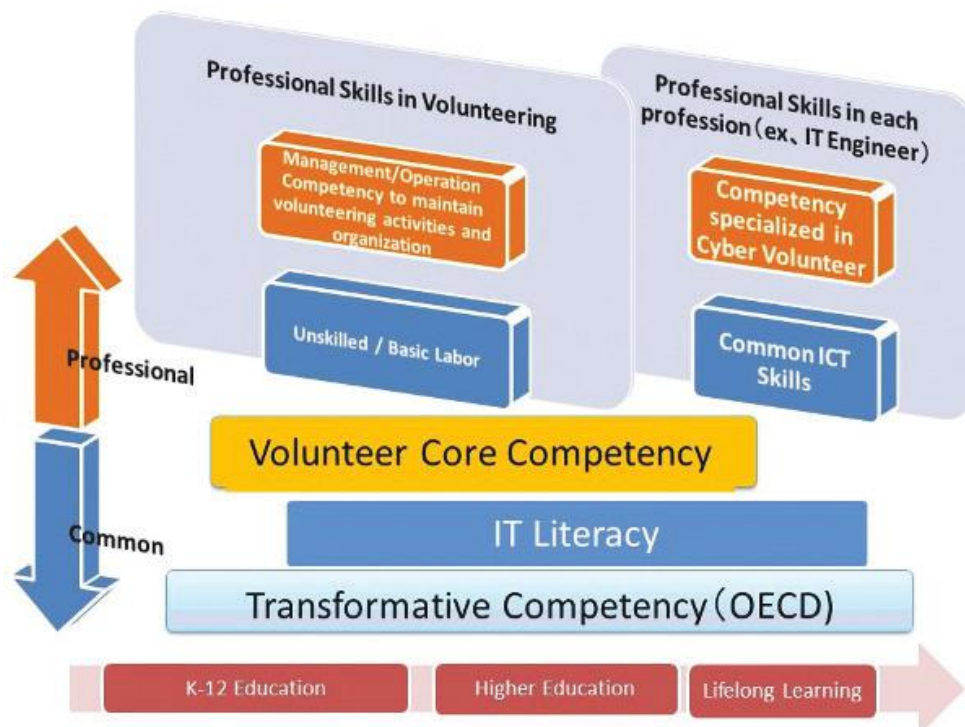 Professional Skills in Volunteering
Management/Operation
Competency to maintain
volunteering activities and
organization
Unskilled / Basic Labor
Professional Skills in each
profession(ex、IT Engineer)
Competency
specialized in
Cyber Volunteer
Common ICT
Skills
Professional
Common
Volunteer Core Competency
IT Literacy
Transformative Competency(OECD)
K-12 Education
Higher Education
Lifelong Learning